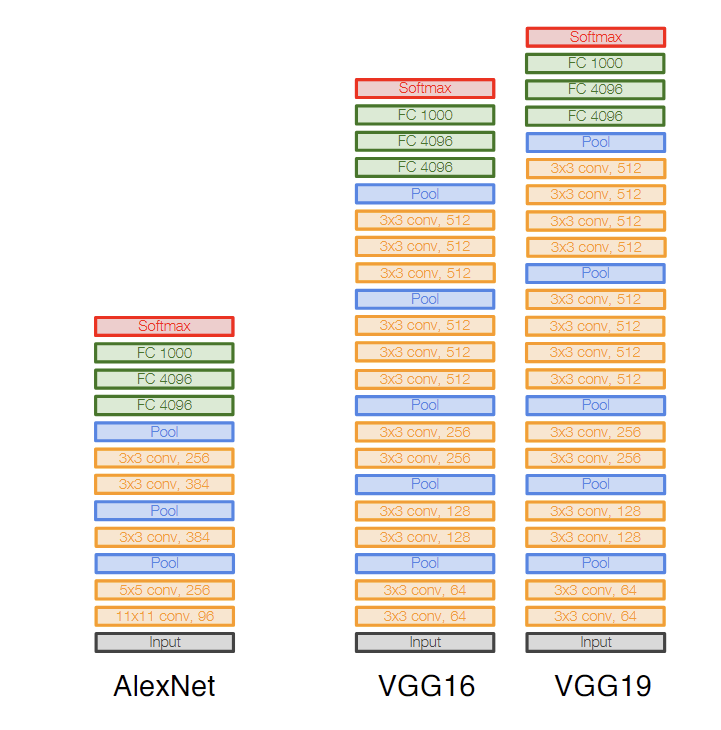 Softmax
FC 1000
FC 4096
FC 4096
Pool
3x3 conv, 256
3x3 conv, 384
Pool
3x3 conv, 384
Pool
5x5 conv, 256
11x11 conv, 96
Input
AlexNet
Softmax
FC 1000
FC 4096
FC 4096
Pool
3x3 conv, 512
3x3 conv, 512
3x3 conv, 512
Pool
3x3 conv, 512
3x3 conv, 512
3x3 conv, 512
Pool
3x3 conv, 256
3x3 conv, 256
Pool
3x3 conv, 128
3x3 conv, 128
Pool
3x3 conv, 64
3x3 conv, 64
Input
VGG16
Softmax
FC 1000
FC 4096
FC 4096
Pool
3x3 conv, 512
3x3 conv, 512
3x3 conv, 512
3x3 conv, 512
Pool
3x3 conv, 512
3x3 conv, 512
3x3 conv, 512
3x3 conv, 512
Pool
3x3 conv, 256
3x3 conv, 256
Pool
3x3 conv, 128
3x3 conv, 128
Pool
3x3 conv, 64
3x3 conv, 64
Input
VGG19